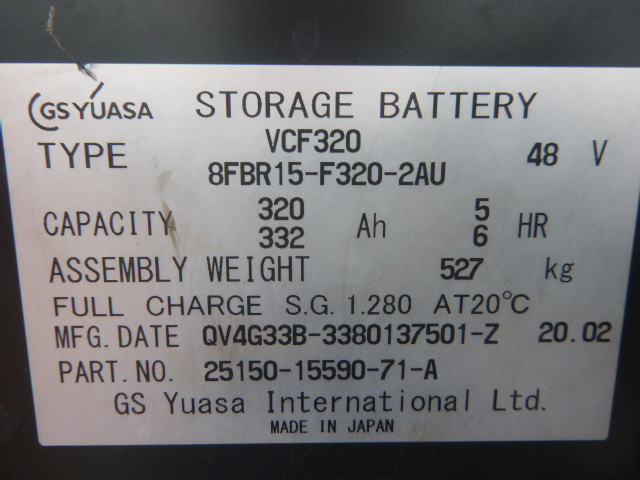 GS YUASA STORAGE BATTERY
TYPE VCF320 48 V
8FBR15-F320-2AU
CAPACITY 320 Ah 5 HR
332 6
ASSEMBLY WEIGHT 527 kg
FULL CHARGE S.G. 1.280 AT 20℃
MFG. DATE QV4G33B-3380137501-Z 20.02
PART. NO. 25150-15590-71-A
GS Yuasa International Ltd.
MADE IN JAPAN